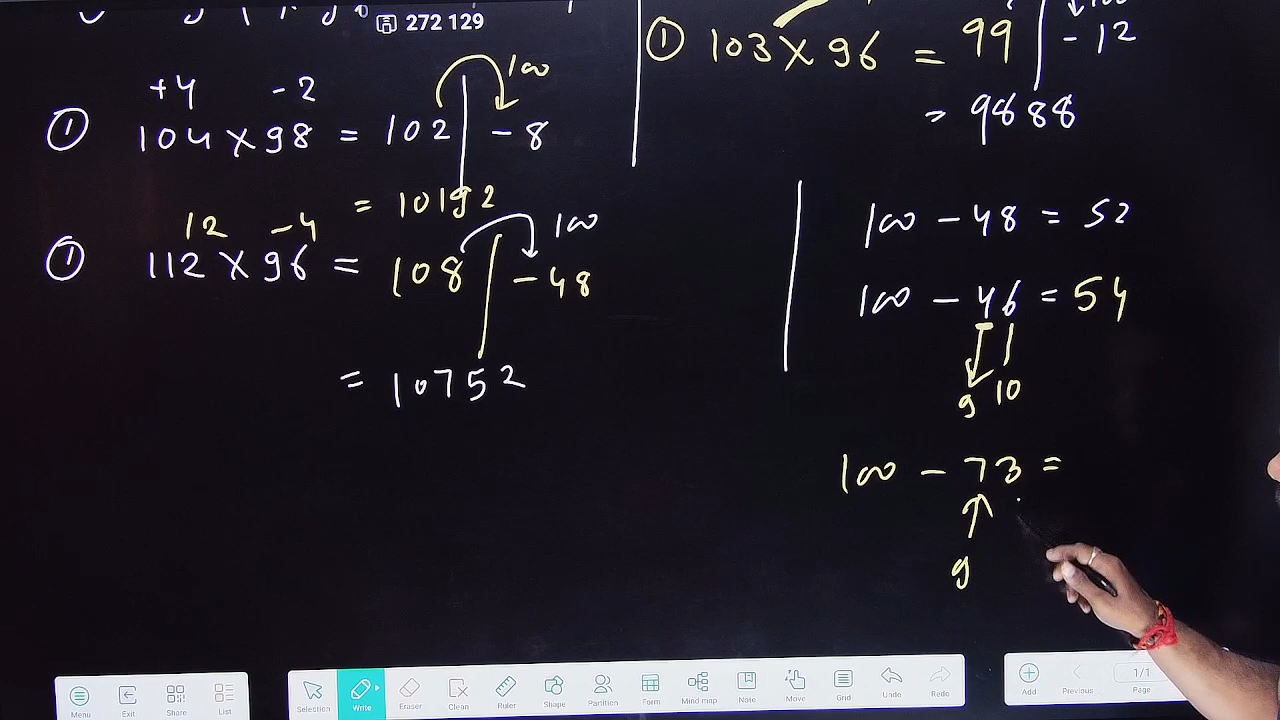 272 129
+4 -2 100
① 104 × 98 = 102 | -8
= 10192
12 -4 100
① 112 × 96 = 108 | -48
= 10752
① 103 × 96 = 99 | -12
= 9888
100 - 48 = 52
100 - 46 = 54
9 10
100 - 73 =
9
Menu Exit Share List
Selection Write Eraser Clean Ruler Shape Partition Form Mind map Note Move Grid Undo Redo
Add Previous 1/1 Page